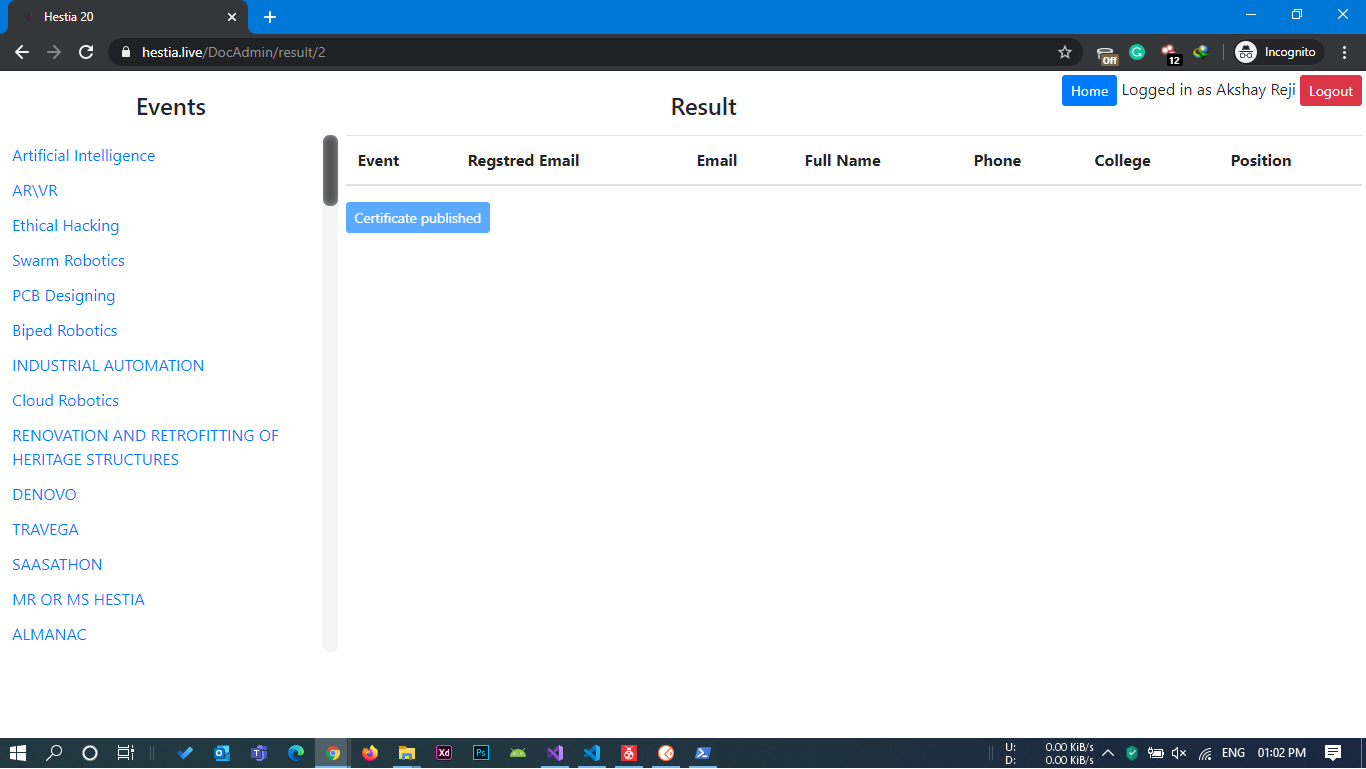 Hestia 20
hestia.live/DocAdmin/result/2
Off
12
Incognito
Home Logged in as Akshay Reji Logout
Events
Result
Artificial Intelligence
AR\VR
Ethical Hacking
Swarm Robotics
PCB Designing
Biped Robotics
INDUSTRIAL AUTOMATION
Cloud Robotics
RENOVATION AND RETROFITTING OF
HERITAGE STRUCTURES
DENOVO
TRAVEGA
SAASATHON
MR OR MS HESTIA
ALMANAC
Event Regstred Email Email Full Name Phone College Position
Certificate published
Xd
Ps
U: 0.00 KiB/s
D: 0.00 KiB/s
ENG 01:02 PM